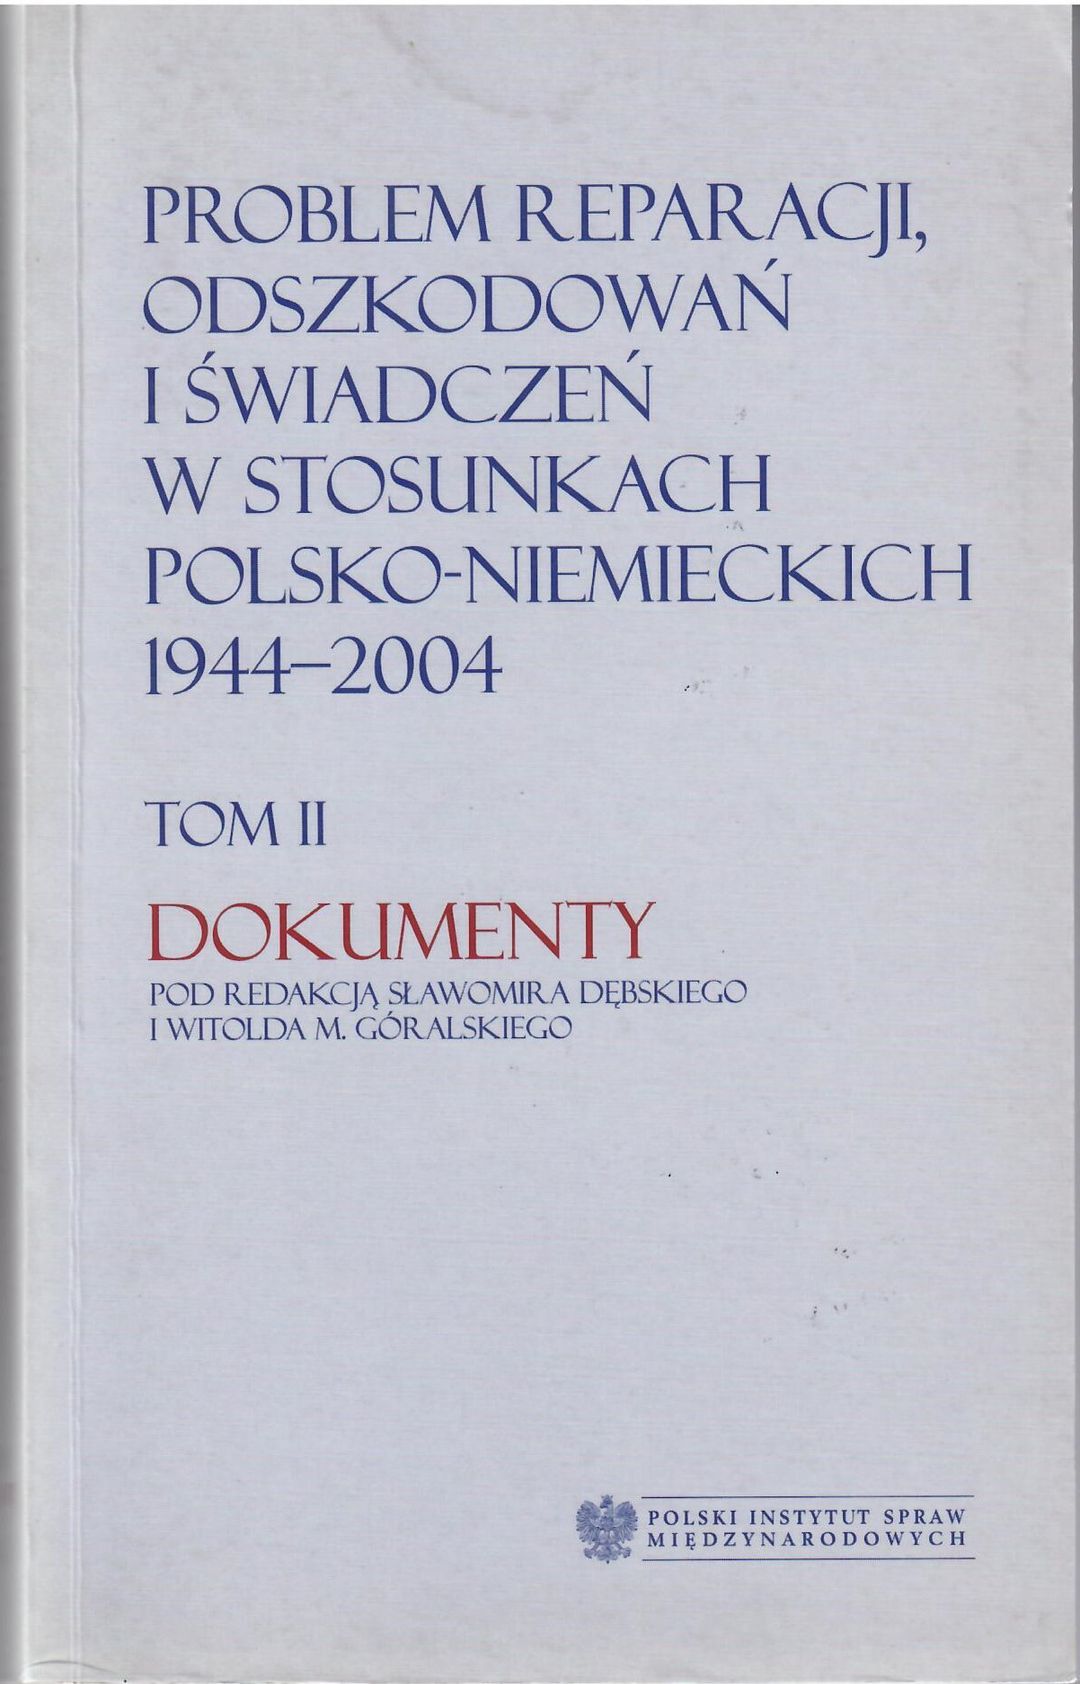 PROBLEM REPARACJI,
ODSZKODOWAŃ
I ŚWIADCZEŃ
W STOSUNKACH
POLSKO-NIEMIECKICH
1944–2004
TOM II
DOKUMENTY
POD REDAKCJĄ SŁAWOMIRA DĘBSKIEGO
I WITOLDA M. GÓRALSKIEGO
POLSKI INSTYTUT SPRAW
MIĘDZYNARODOWYCH